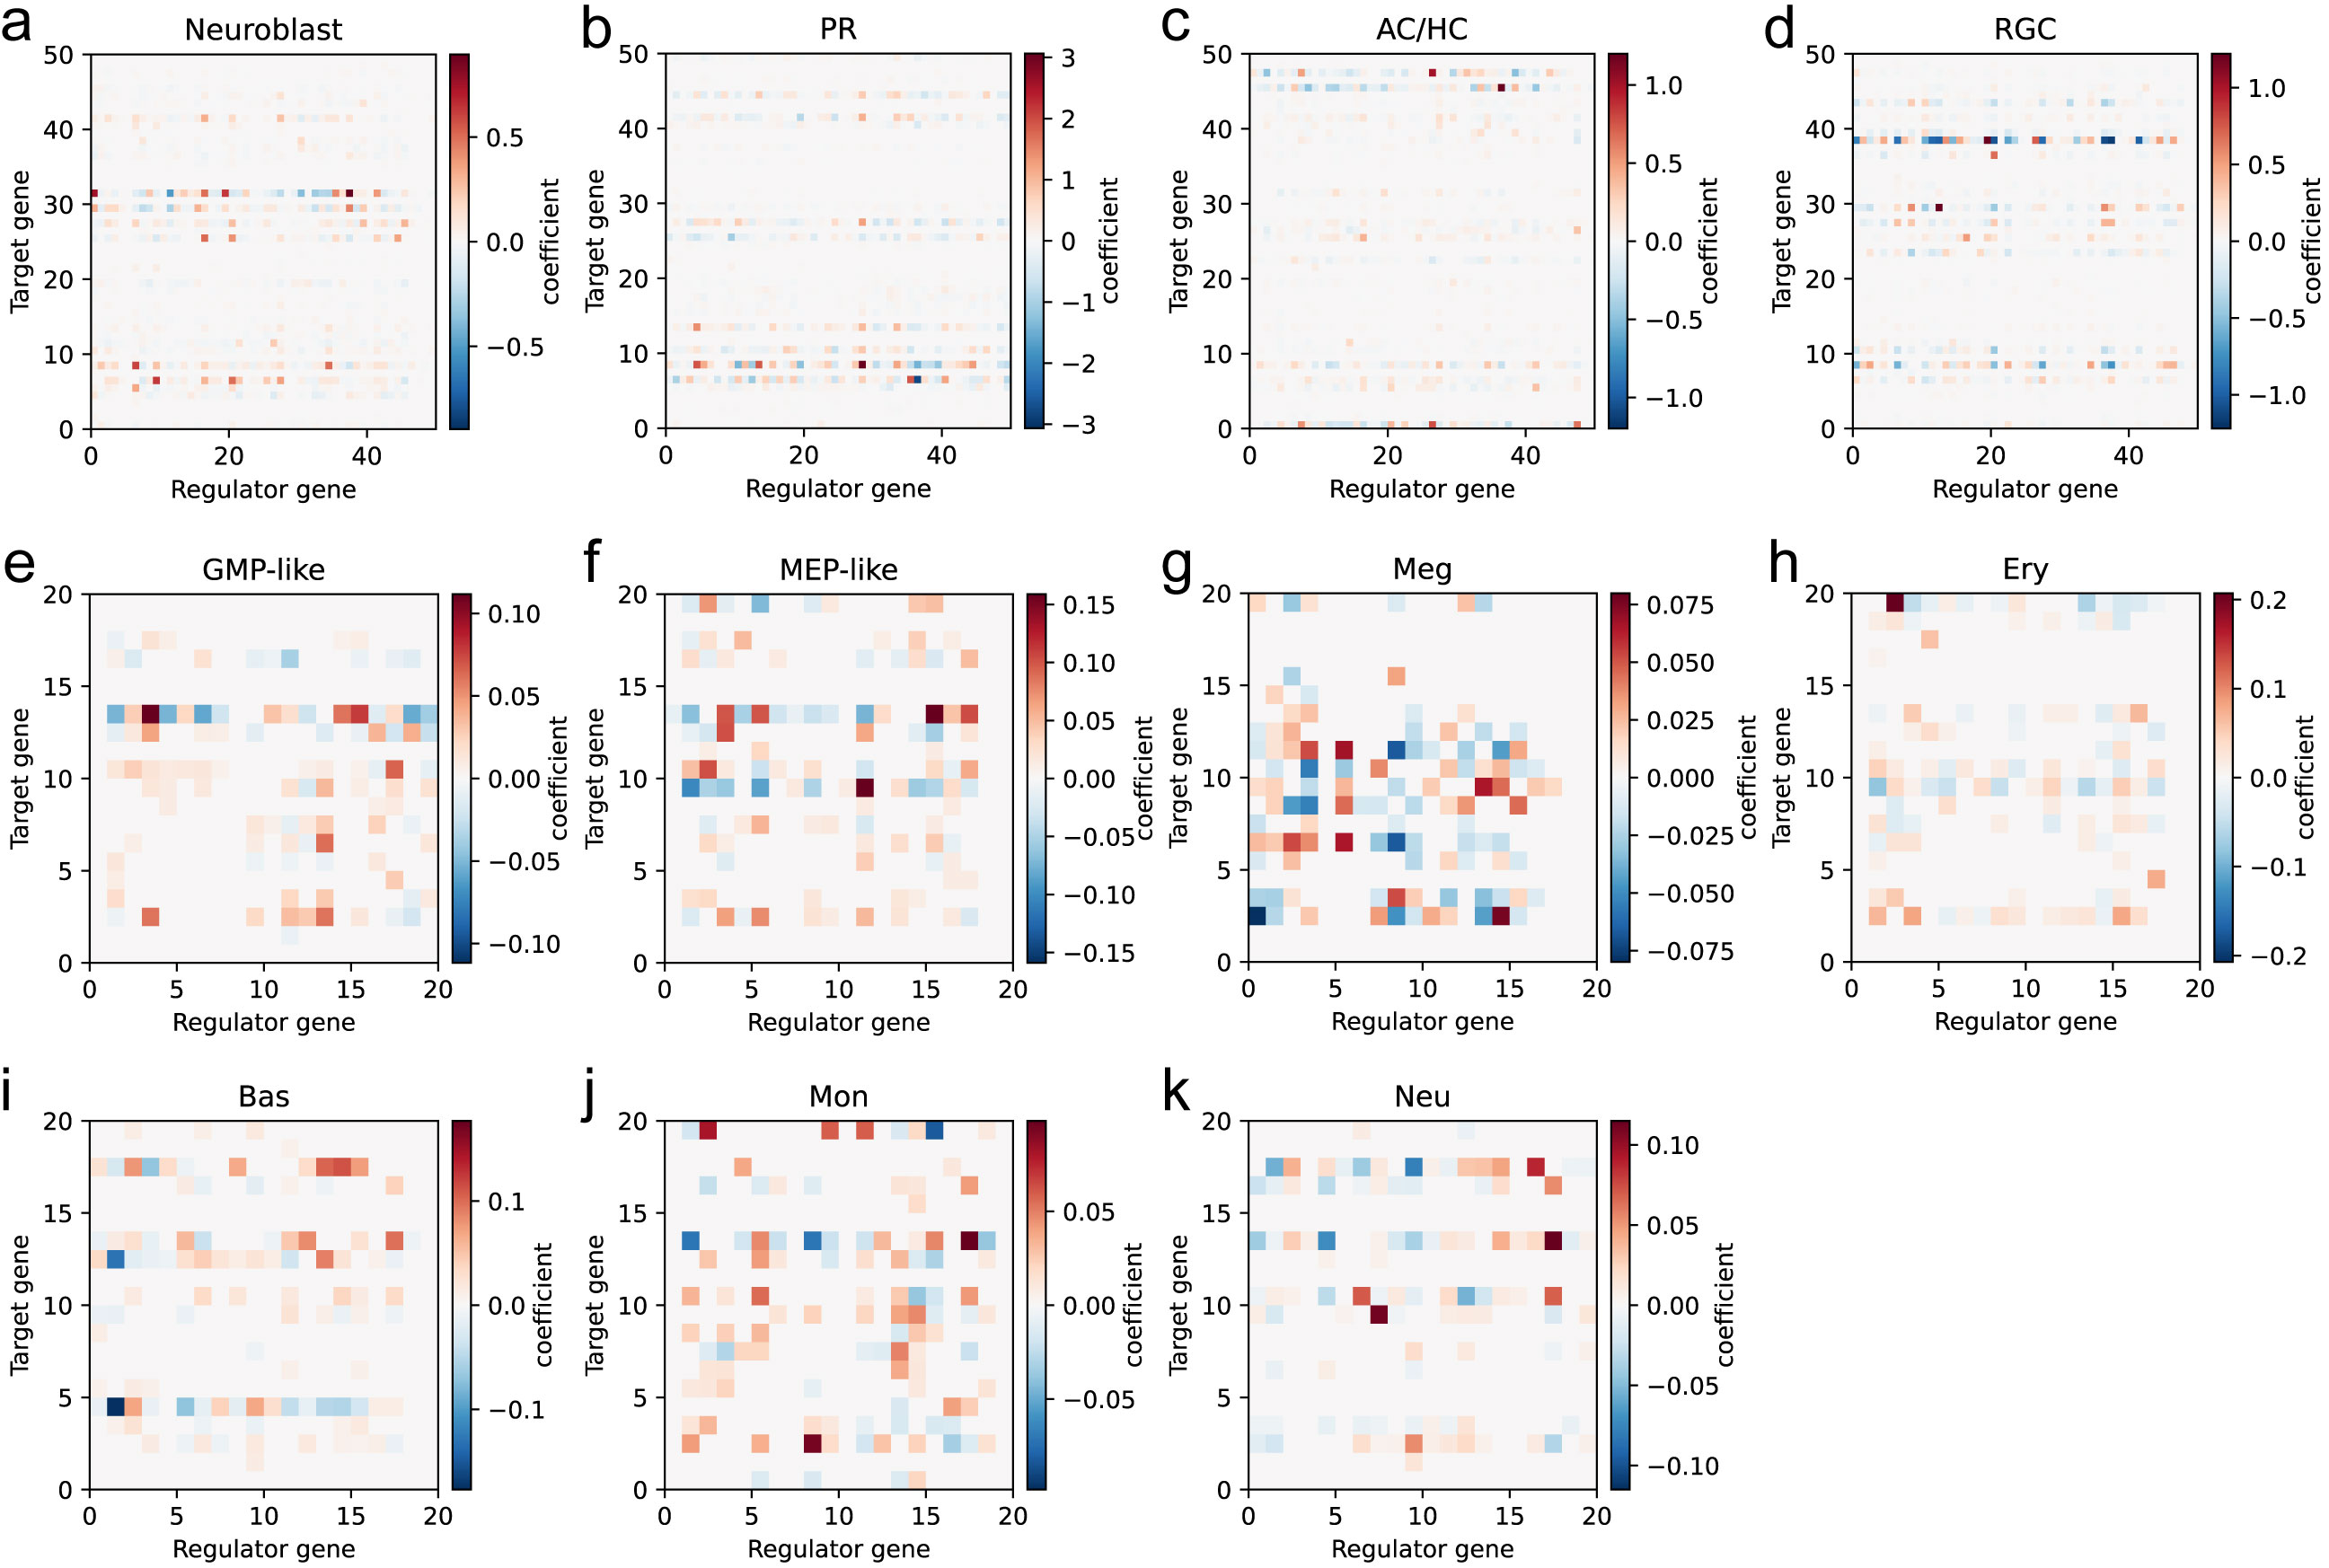 a Neuroblast
50
40
30
20
10
0
0 20 40
Target gene
Regulator gene
0.5
0.0
−0.5
coefficient
b PR
50
40
30
20
10
0
0 20 40
Target gene
Regulator gene
3
2
1
0
−1
−2
−3
coefficient
c AC/HC
50
40
30
20
10
0
0 20 40
Target gene
Regulator gene
1.0
0.5
0.0
−0.5
−1.0
coefficient
d RGC
50
40
30
20
10
0
0 20 40
Target gene
Regulator gene
1.0
0.5
0.0
−0.5
−1.0
coefficient
e GMP-like
20
15
10
5
0
0 5 10 15 20
Target gene
Regulator gene
0.10
0.05
0.00
−0.05
−0.10
coefficient
f MEP-like
20
15
10
5
0
0 5 10 15 20
Target gene
Regulator gene
0.15
0.10
0.05
0.00
−0.05
−0.10
−0.15
coefficient
g Meg
20
15
10
5
0
0 5 10 15 20
Target gene
Regulator gene
0.075
0.050
0.025
0.000
−0.025
−0.050
−0.075
coefficient
h Ery
20
15
10
5
0
0 5 10 15 20
Target gene
Regulator gene
0.2
0.1
0.0
−0.1
−0.2
coefficient
i Bas
20
15
10
5
0
0 5 10 15 20
Target gene
Regulator gene
0.1
0.0
−0.1
coefficient
j Mon
20
15
10
5
0
0 5 10 15 20
Target gene
Regulator gene
0.05
0.00
−0.05
coefficient
k Neu
20
15
10
5
0
0 5 10 15 20
Target gene
Regulator gene
0.10
0.05
0.00
−0.05
−0.10
coefficient